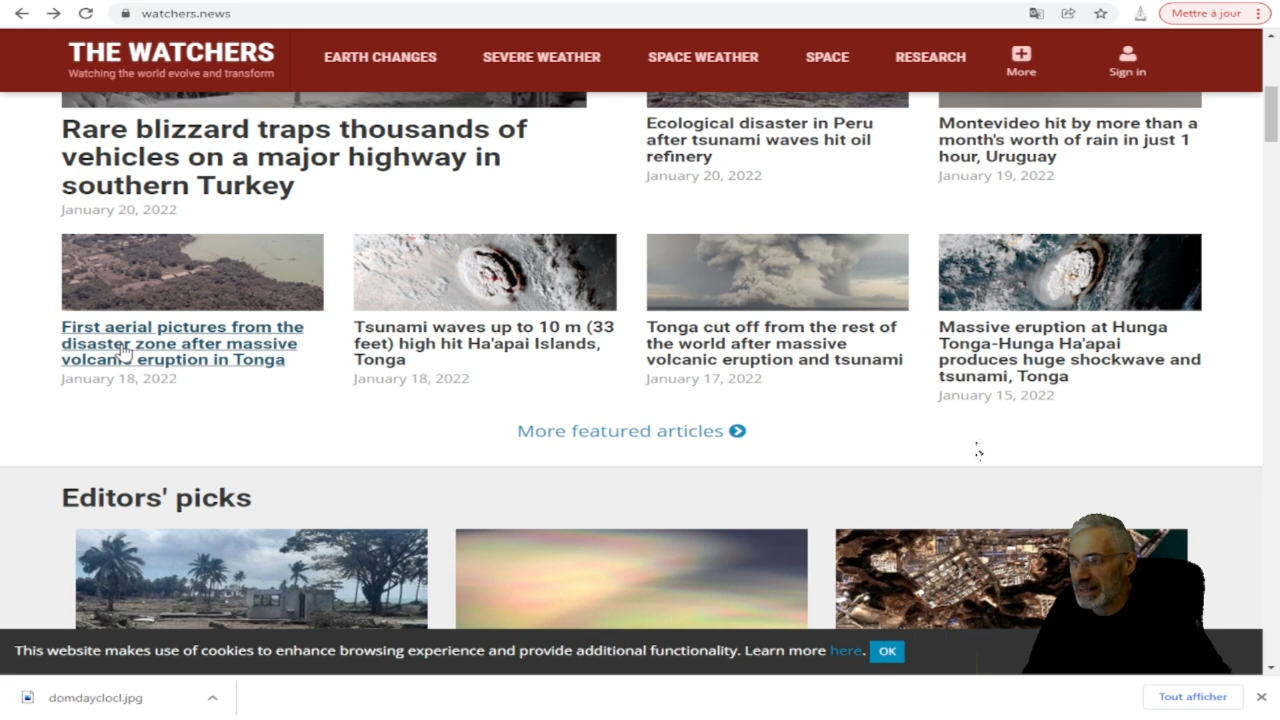 watchers.news
Mettre à jour
THE WATCHERS
Watching the world evolve and transform
EARTH CHANGES
SEVERE WEATHER
SPACE WEATHER
SPACE
RESEARCH
More
Sign in
Rare blizzard traps thousands of
vehicles on a major highway in
southern Turkey
January 20, 2022
Ecological disaster in Peru
after tsunami waves hit oil
refinery
January 20, 2022
Montevideo hit by more than a
month's worth of rain in just 1
hour, Uruguay
January 19, 2022
First aerial pictures from the
disaster zone after massive
volcanic eruption in Tonga
January 18, 2022
Tsunami waves up to 10 m (33
feet) high hit Ha'apai Islands,
Tonga
January 18, 2022
Tonga cut off from the rest of
the world after massive
volcanic eruption and tsunami
January 17, 2022
Massive eruption at Hunga
Tonga-Hunga Ha'apai
produces huge shockwave and
tsunami, Tonga
January 15, 2022
More featured articles
Editors' picks
This website makes use of cookies to enhance browsing experience and provide additional functionality. Learn more here. OK
domdayclocl.jpg
Tout afficher